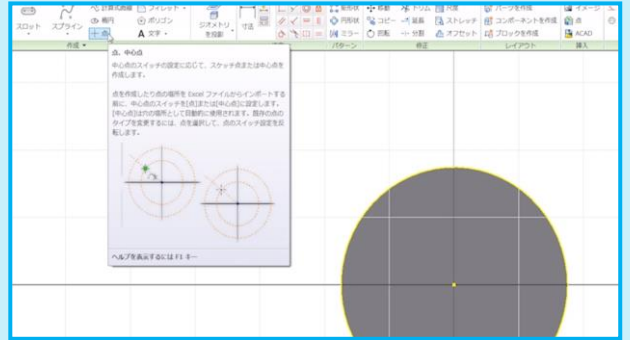 計算式曲線
フィレット
移動
トリム
パーツを作成
イメージ
スロット
スプライン
楕円
ポリゴン
ジオメトリ
を投影
寸法
円形状
コピー
延長
ストレッチ
コンポーネントを作成
点
点
A 文字
ミラー
回転
分割
オフセット
ブロックを作成
ACAD
作成
パターン
修正
レイアウト
挿入
点、中心点
中心点のスイッチの設定に応じて、スケッチ点または中心点を
作成します。
点を作成したり点の場所を Excel ファイルからインポートする
前に、中心点のスイッチを[点]または[中心点]に設定します。
[中心点]は穴の場所として自動的に使用されます。既存の点の
タイプを変更するには、点を選択して、点のスイッチ設定を反
転します。
ヘルプを表示するには F1 キー